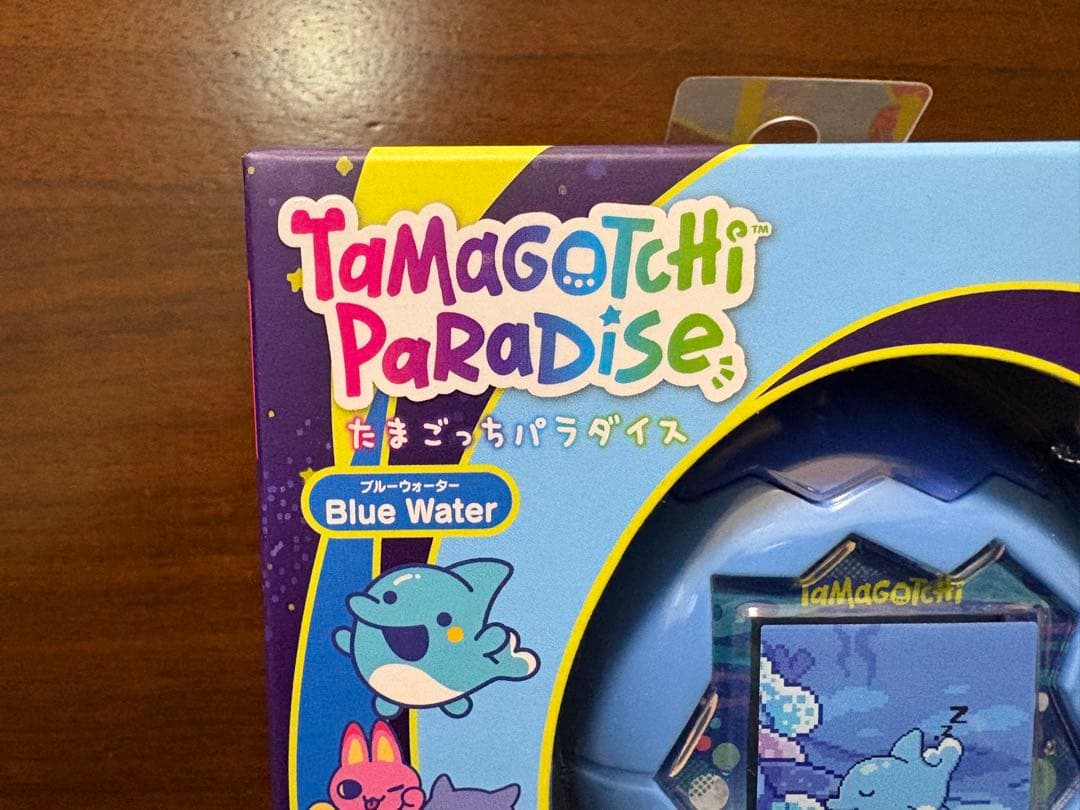 TaMaGOTCHi™
PaRaDiSe
たまごっちパラダイス
ブルーウォーター
Blue Water
TaMaGOTCHi
z
Z